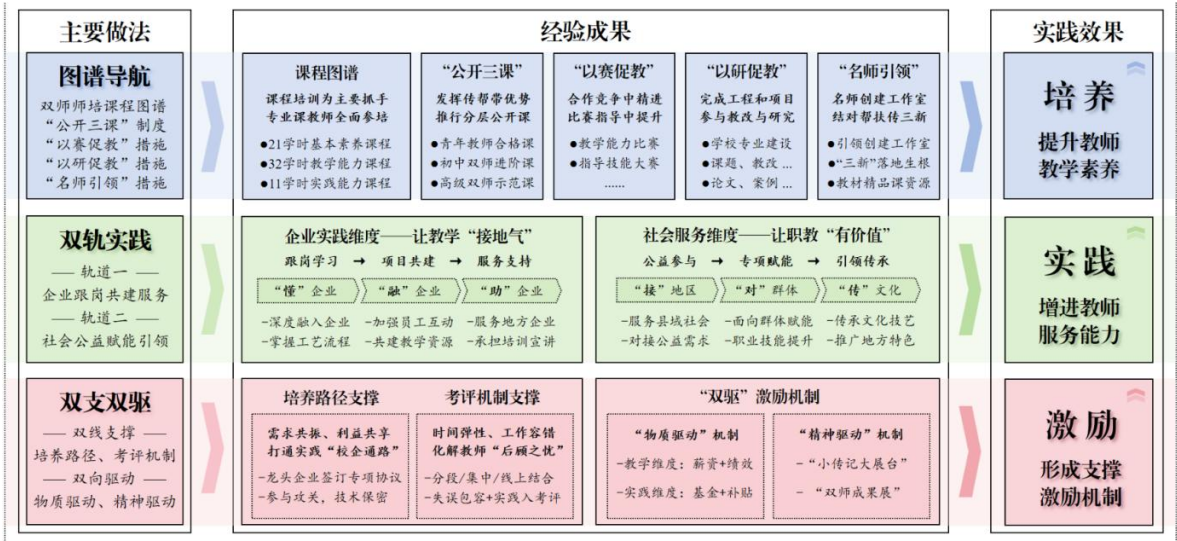 主要做法
图谱导航
双师师培课程图谱
“公开三课”制度
“以赛促教”措施
“以研促教”措施
“名师引领”措施
双轨实践
── 轨道一 ──
企业跟岗共建服务
── 轨道二 ──
社会公益赋能引领
双支双驱
── 双线支撑 ──
培养路径、考评机制
── 双向驱动 ──
物质驱动、精神驱动
经验成果
课程图谱
课程培训为主要抓手
专业课教师全面参培
●21学时基本素养课程
●32学时教学能力课程
●11学时实践能力课程
“公开三课”
发挥传帮带优势
推行分层公开课
●青年教师合格课
●初中双师进阶课
●高级双师示范课
“以赛促教”
合作竞争中精进
比赛指导中提升
●教学能力比赛
●指导技能大赛
......
“以研促教”
完成工程和项目
参与教改与研究
●学校专业建设
●课题、教改 ...
●论文、案例 ...
“名师引领”
名师创建工作室
结对帮扶传三新
●引领创建工作室
●“三新”落地生根
●教材精品课资源
企业实践维度——让教学“接地气”
跟岗学习 → 项目共建 → 服务支持
“懂”企业 “融”企业 “助”企业
-深度融入企业 -加强员工互动 -服务地方企业
-掌握工艺流程 -共建教学资源 -承担培训宣讲
社会服务维度——让职教“有价值”
公益参与 → 专项赋能 → 引领传承
“接”地区 “对”群体 “传”文化
-服务县域社会 -面向群体赋能 -传承文化技艺
-对接公益需求 -职业技能提升 -推广地方特色
培养路径支撑
需求共振、利益共享
打通实践“校企通路”
-龙头企业签订专项协议
-参与攻关，技术保密
考评机制支撑
时间弹性、工作容错
化解教师“后顾之忧”
-分段/集中/线上结合
-失误包容+实践入考评
“双驱”激励机制
“物质驱动”机制
-教学维度：薪资+绩效
-实践维度：基金+补贴
“精神驱动”机制
-“小传记大展台”
-“双师成果展”
实践效果
培养
提升教师
教学素养
实践
增进教师
服务能力
激励
形成支撑
激励机制